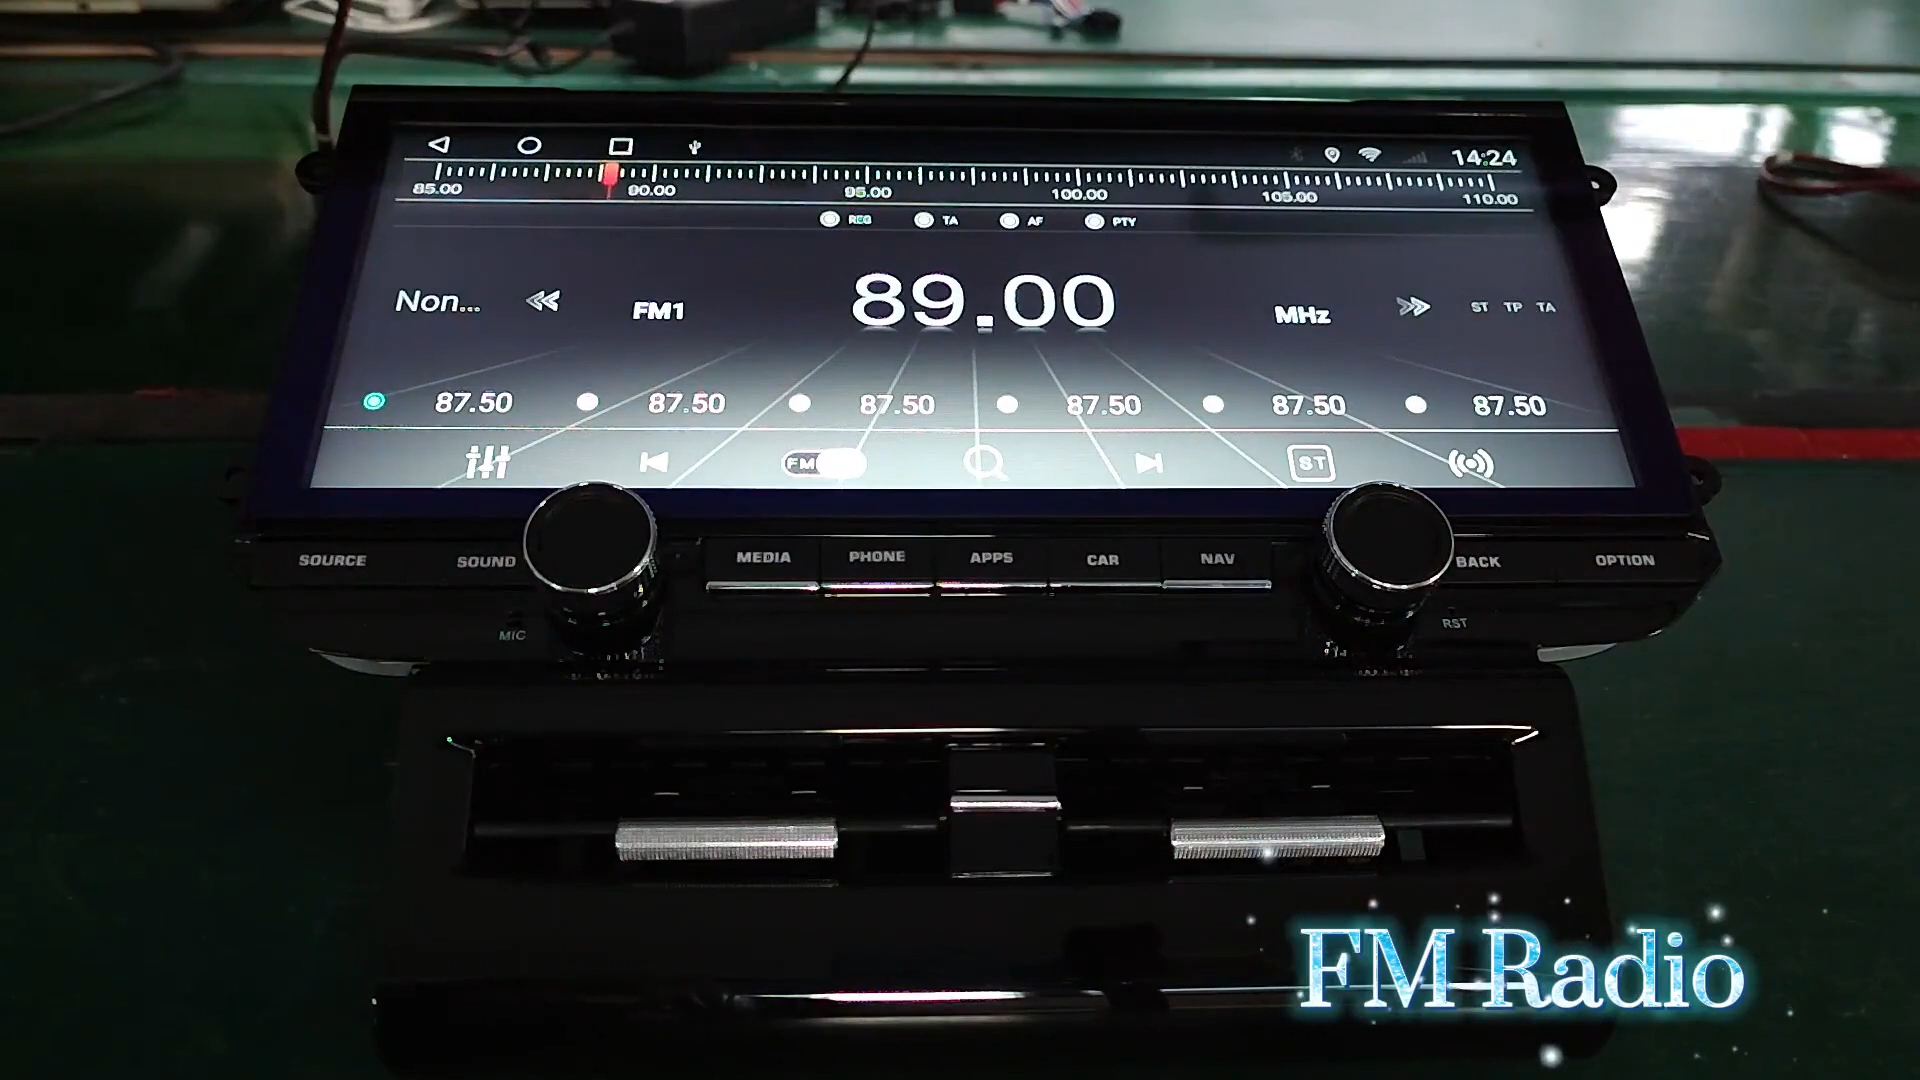 14:24
85.00 90.00 95.00 100.00 105.00 110.00
REG TA AF PTY
Non... FM1 89.00 MHz ST TP TA
87.50 87.50 87.50 87.50 87.50 87.50
FM ST
SOURCE SOUND MEDIA PHONE APPS CAR NAV BACK OPTION
MIC RST
FM Radio